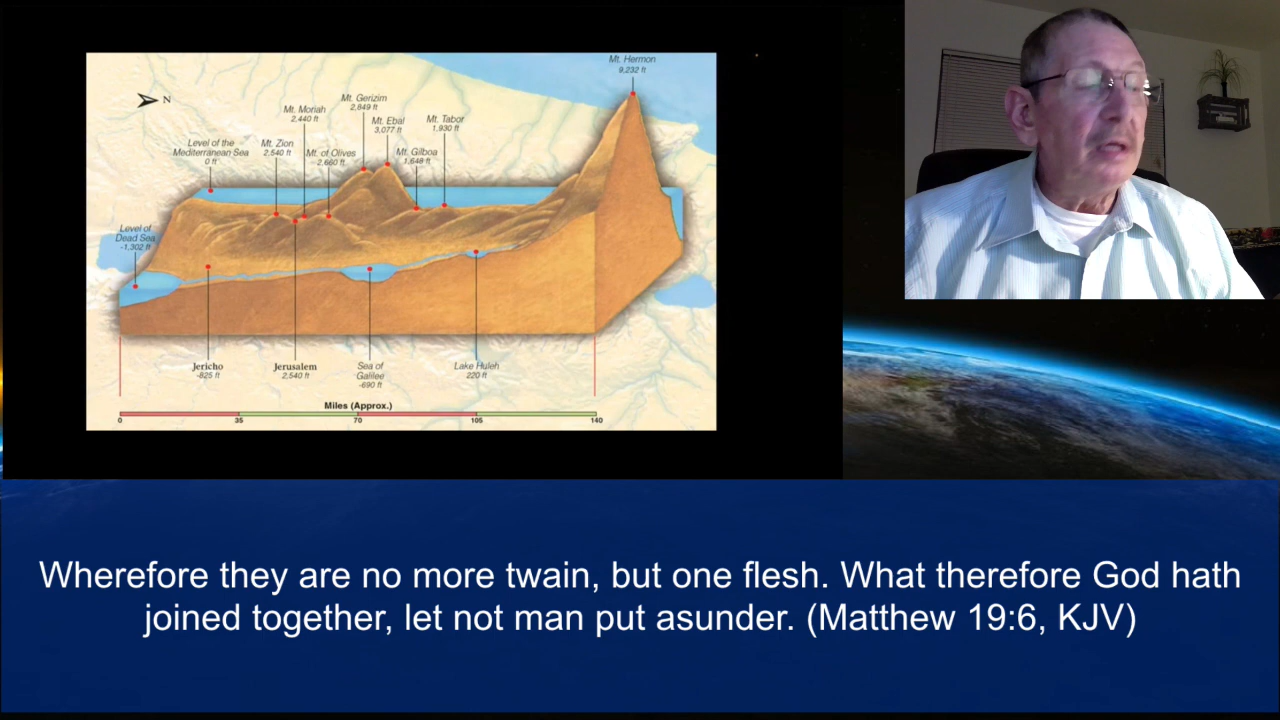 Mt. Hermon
9,232 ft
N
Mt. Gerizim
2,849 ft
Mt. Moriah
2,440 ft
Mt. Ebal
3,077 ft
Mt. Tabor
1,930 ft
Level of the
Mediterranean Sea
0 ft
Mt. Zion
2,540 ft
Mt. of Olives
2,660 ft
Mt. Gilboa
1,648 ft
Level of
Dead Sea
-1,302 ft
Jericho
-825 ft
Jerusalem
2,540 ft
Sea of
Galilee
-690 ft
Lake Huleh
220 ft
Miles (Approx.)
0 35 70 105 140
Wherefore they are no more twain, but one flesh. What therefore God hath
joined together, let not man put asunder. (Matthew 19:6, KJV)